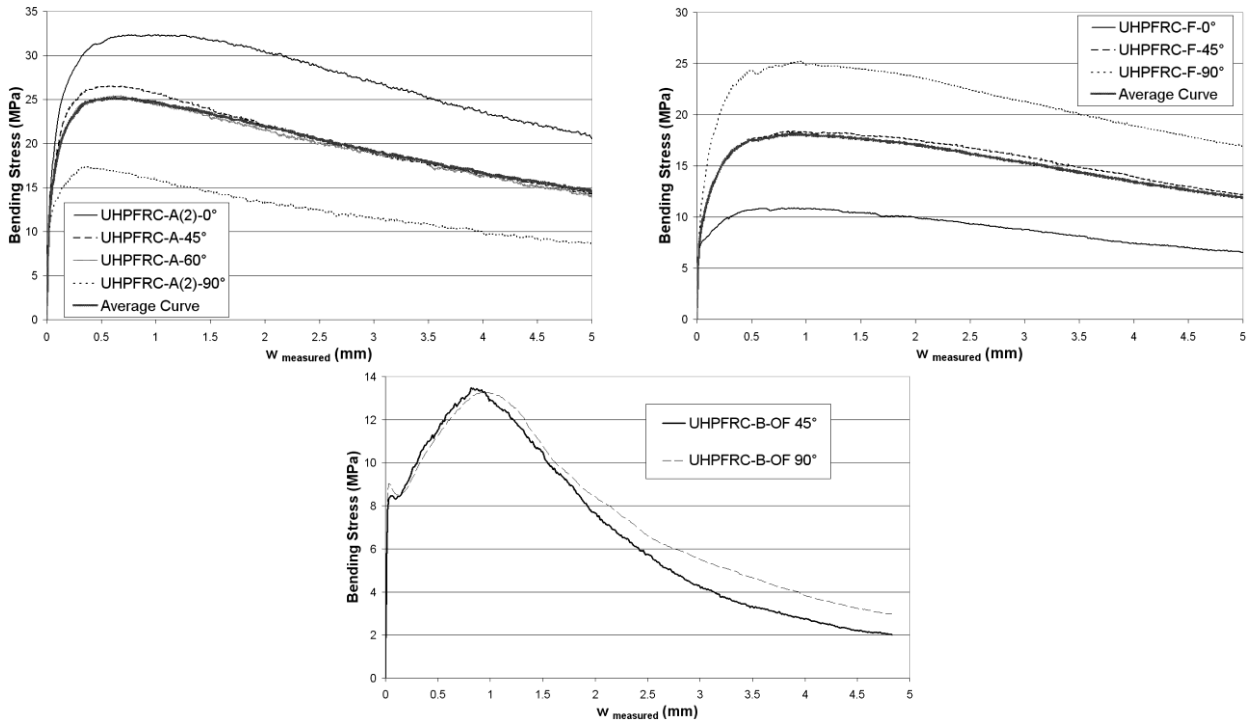 35
30
25
20
15
10
5
0
Bending Stress (MPa)
UHPFRC-A(2)-0°
UHPFRC-A-45°
UHPFRC-A-60°
UHPFRC-A(2)-90°
Average Curve
0 0.5 1 1.5 2 2.5 3 3.5 4 4.5 5
w measured (mm)
30
25
20
15
10
5
0
Bending Stress (MPa)
UHPFRC-F-0°
UHPFRC-F-45°
UHPFRC-F-90°
Average Curve
0 0.5 1 1.5 2 2.5 3 3.5 4 4.5 5
w measured (mm)
14
12
10
8
6
4
2
0
Bending Stress (MPa)
UHPFRC-B-OF 45°
UHPFRC-B-OF 90°
0 0.5 1 1.5 2 2.5 3 3.5 4 4.5 5
w measured (mm)